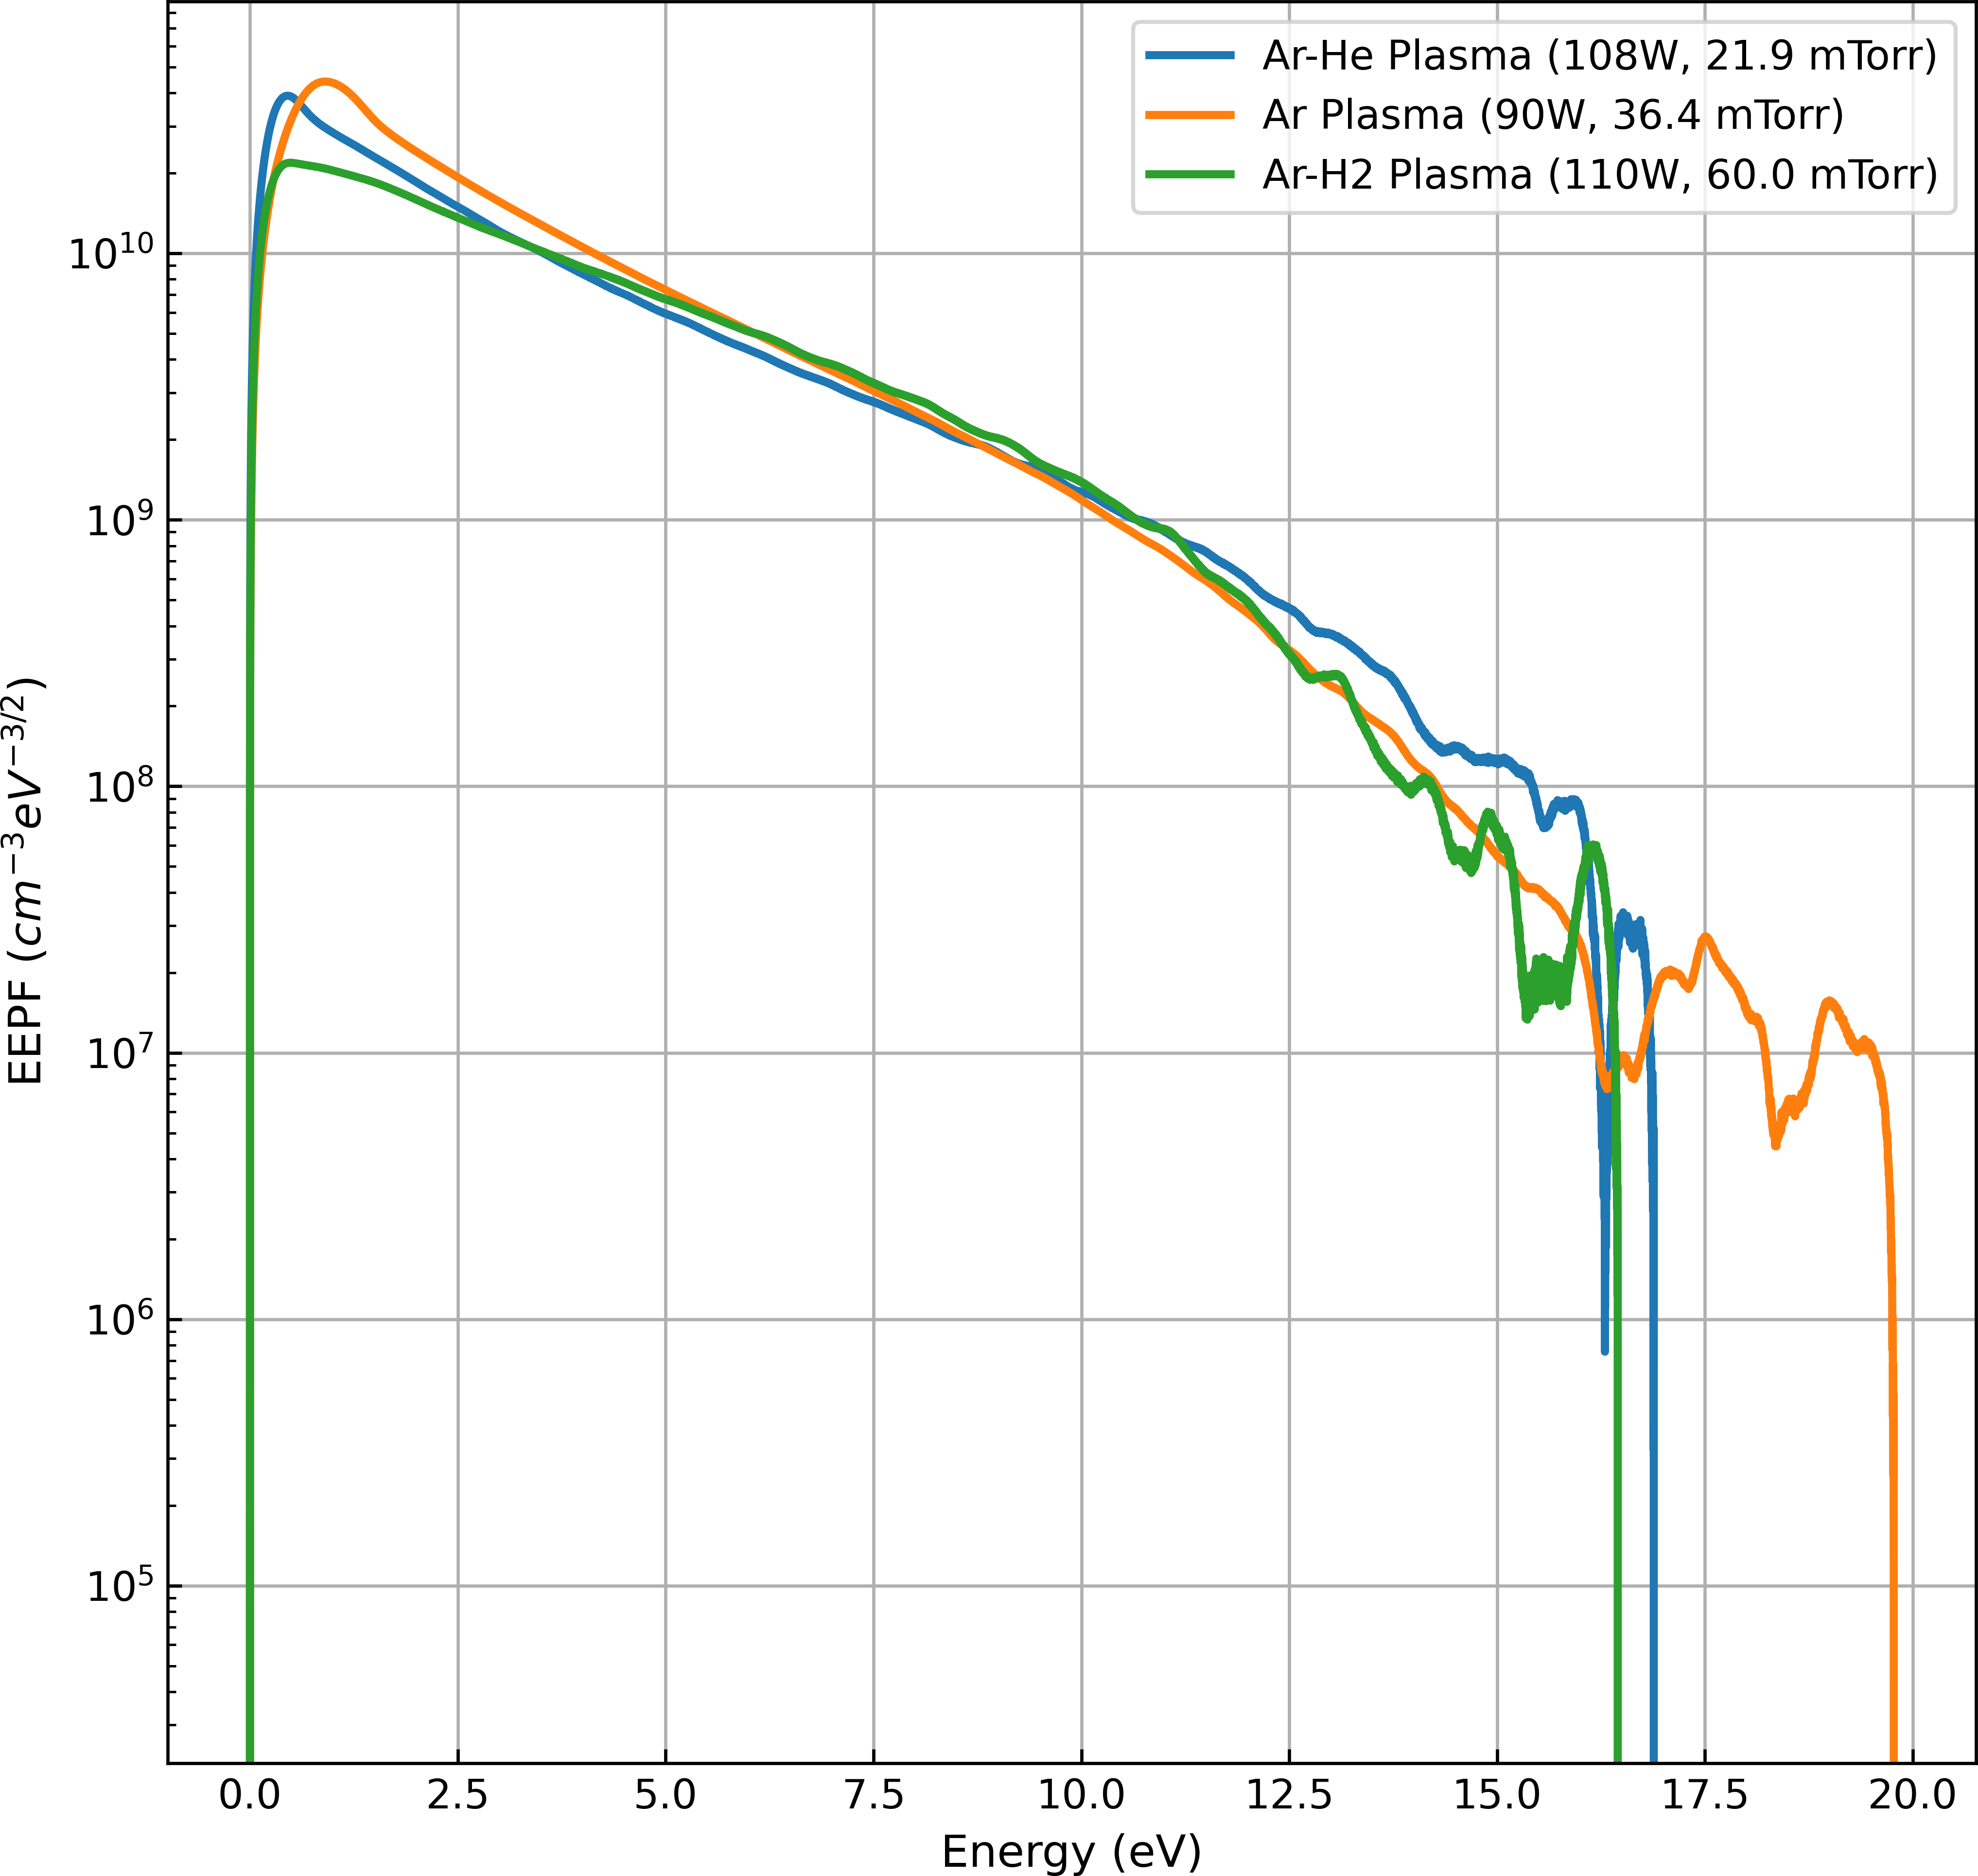 Ar-He Plasma (108W, 21.9 mTorr)
Ar Plasma (90W, 36.4 mTorr)
Ar-H2 Plasma (110W, 60.0 mTorr)
EEPF (cm⁻³eV⁻³/²)
10¹⁰
10⁹
10⁸
10⁷
10⁶
10⁵
0.0 2.5 5.0 7.5 10.0 12.5 15.0 17.5 20.0
Energy (eV)